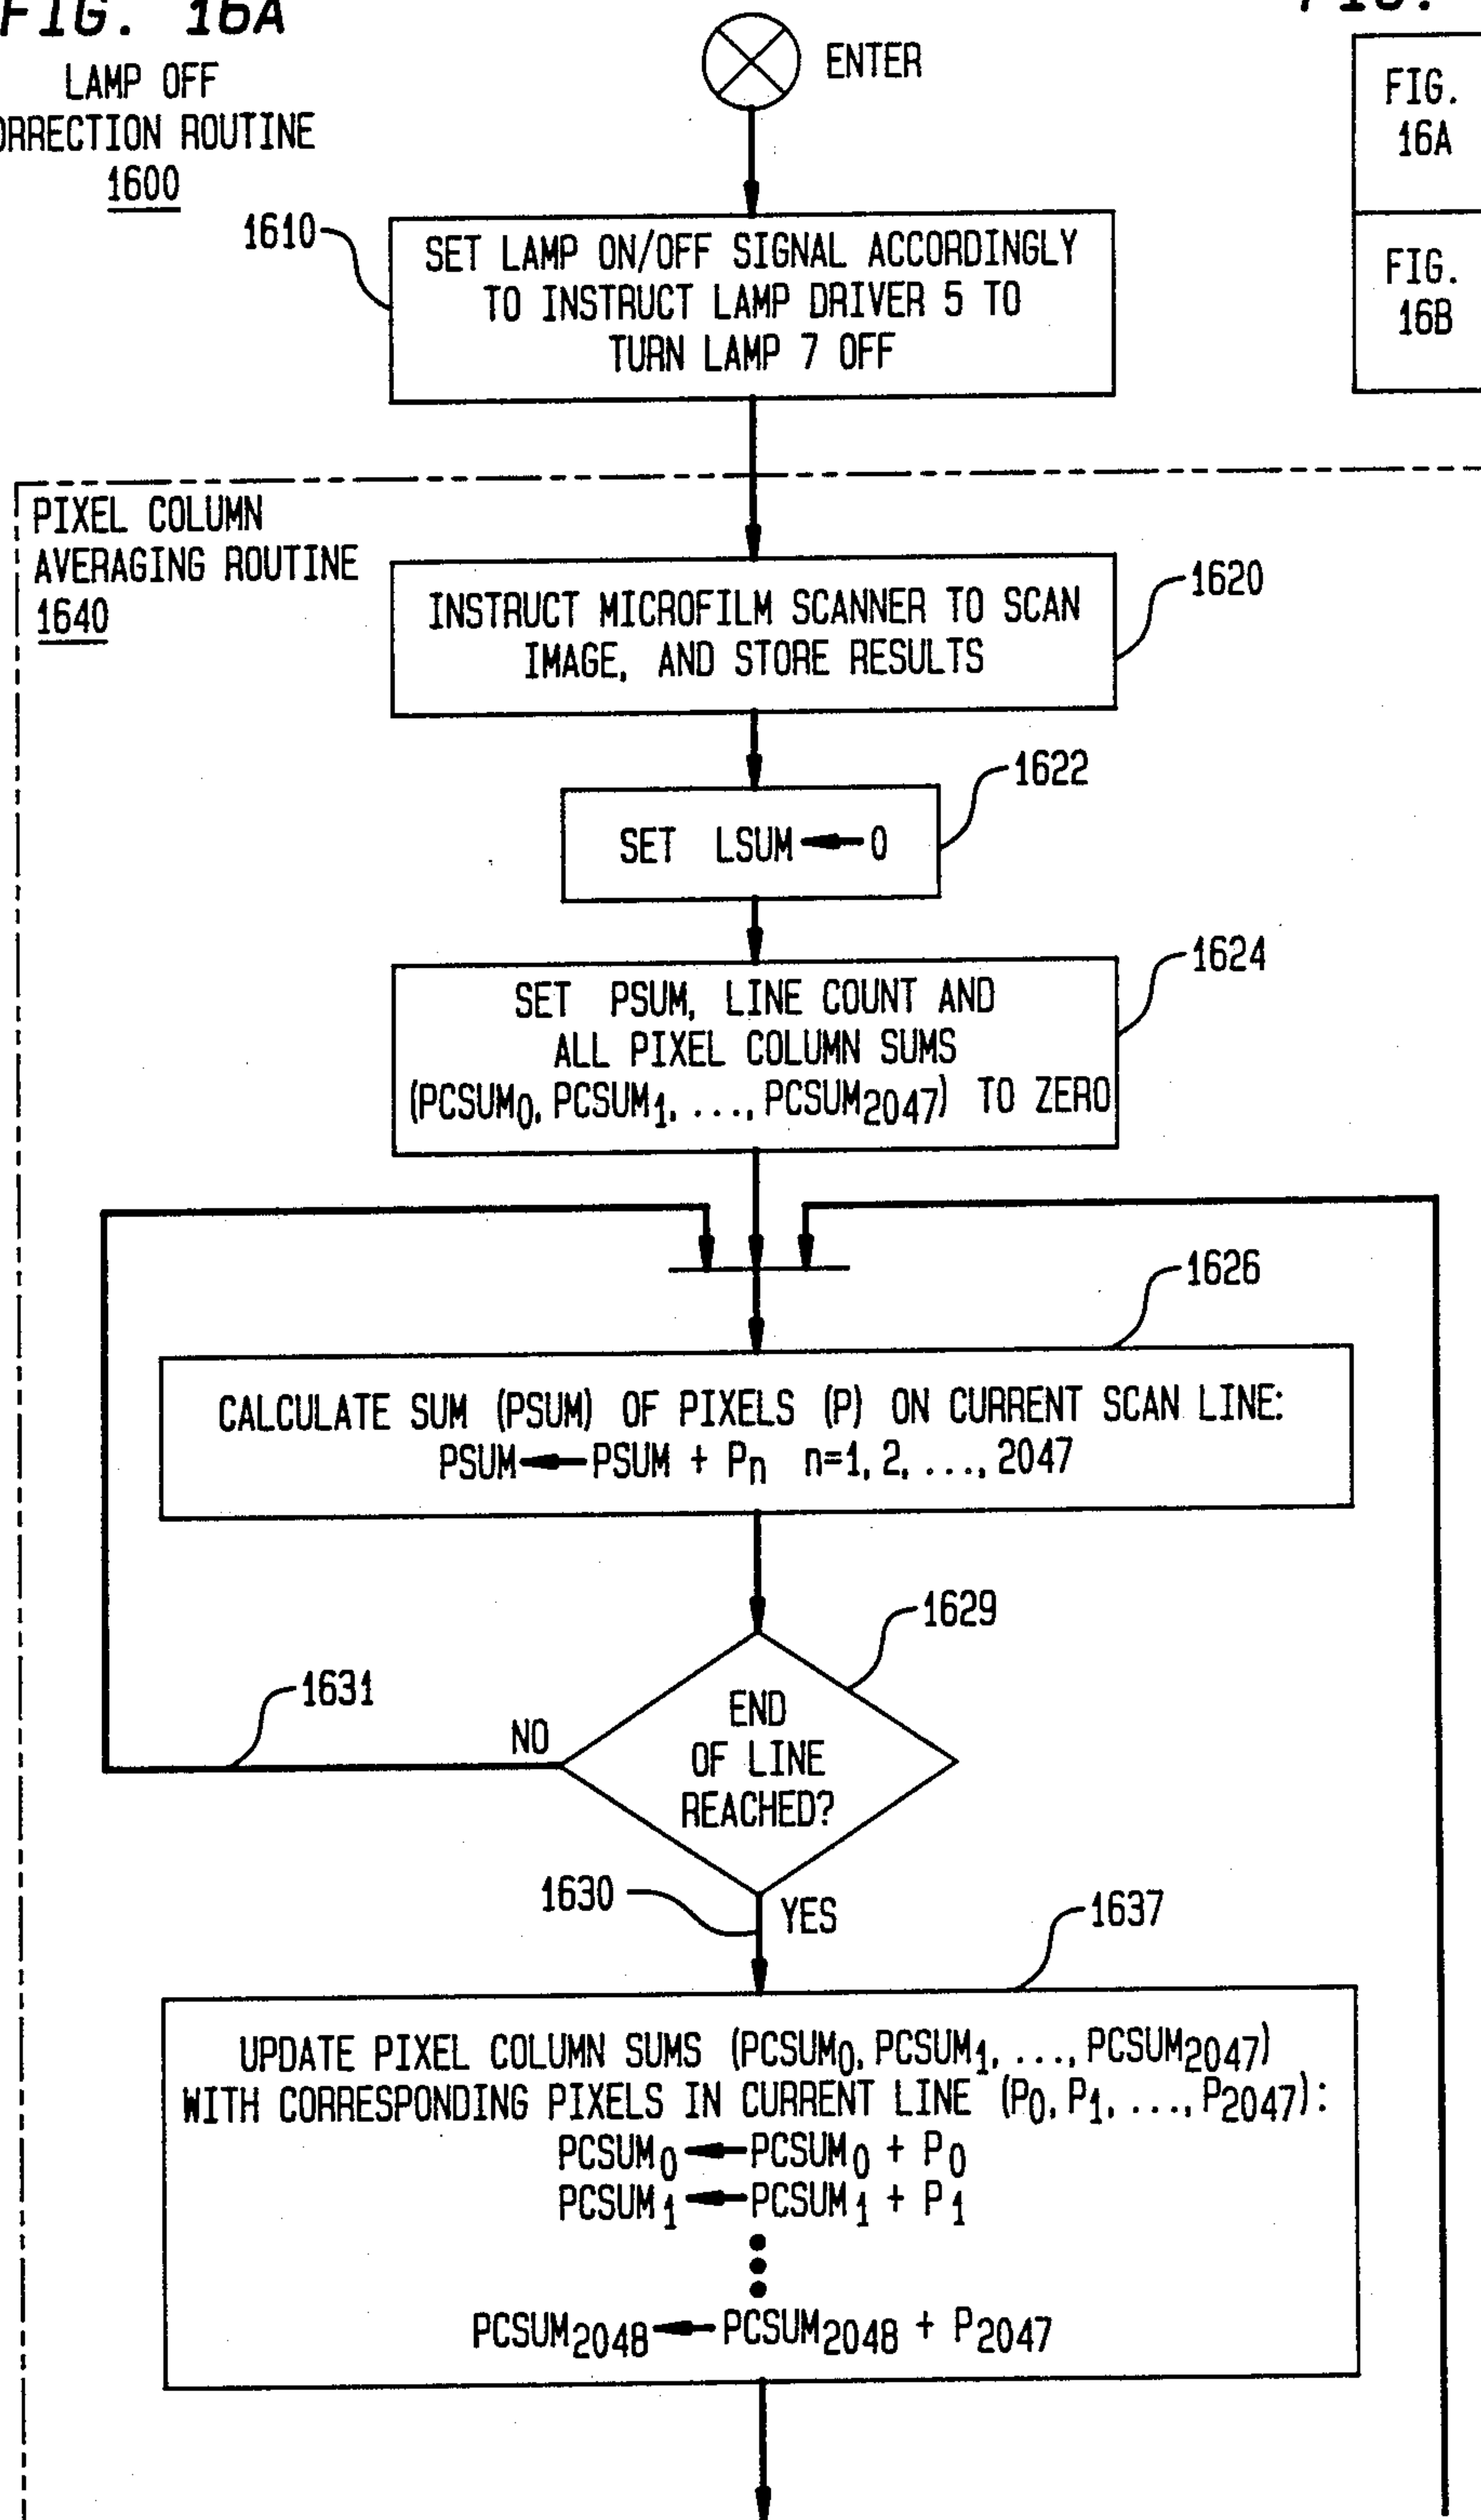 FIG. 16A
LAMP OFF
ORRECTION ROUTINE
1600
ENTER
FIG.
FIG.
16A
FIG.
16B
1610
SET LAMP ON/OFF SIGNAL ACCORDINGLY
TO INSTRUCT LAMP DRIVER 5 TO
TURN LAMP 7 OFF
PIXEL COLUMN
AVERAGING ROUTINE
1640
INSTRUCT MICROFILM SCANNER TO SCAN
IMAGE, AND STORE RESULTS
1620
SET LSUM ← 0
1622
SET PSUM, LINE COUNT AND
ALL PIXEL COLUMN SUMS
(PCSUM₀, PCSUM₁, ..., PCSUM₂₀₄₇) TO ZERO
1624
1626
CALCULATE SUM (PSUM) OF PIXELS (P) ON CURRENT SCAN LINE:
PSUM ← PSUM + Pₙ n=1, 2, ..., 2047
1629
END
OF LINE
REACHED?
NO
1631
1630
YES
1637
UPDATE PIXEL COLUMN SUMS (PCSUM₀, PCSUM₁, ..., PCSUM₂₀₄₇)
WITH CORRESPONDING PIXELS IN CURRENT LINE (P₀, P₁, ..., P₂₀₄₇):
PCSUM₀ ← PCSUM₀ + P₀
PCSUM₁ ← PCSUM₁ + P₁
PCSUM₂₀₄₈ ← PCSUM₂₀₄₈ + P₂₀₄₇